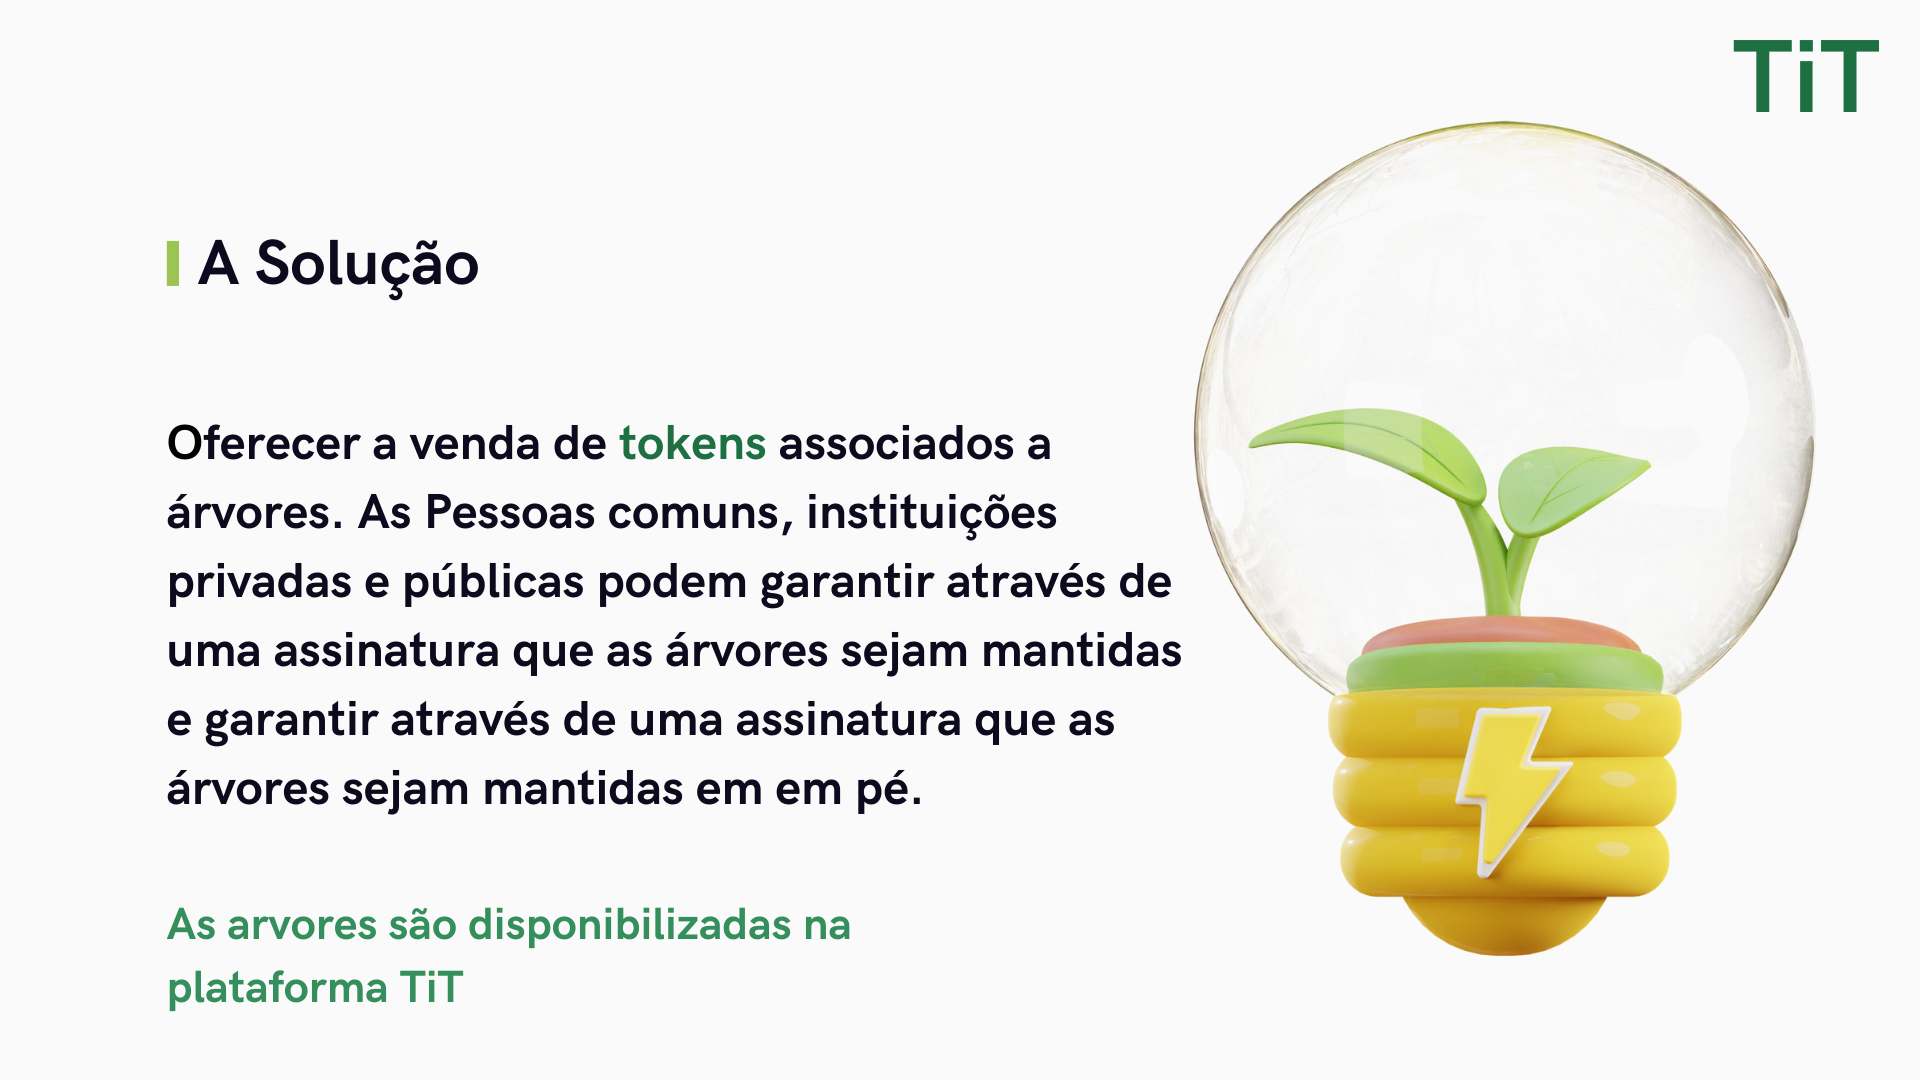 TiT
A Solução
Oferecer a venda de tokens associados a
árvores. As Pessoas comuns, instituições
privadas e públicas podem garantir através de
uma assinatura que as árvores sejam mantidas
e garantir através de uma assinatura que as
árvores sejam mantidas em em pé.
As arvores são disponibilizadas na
plataforma TiT